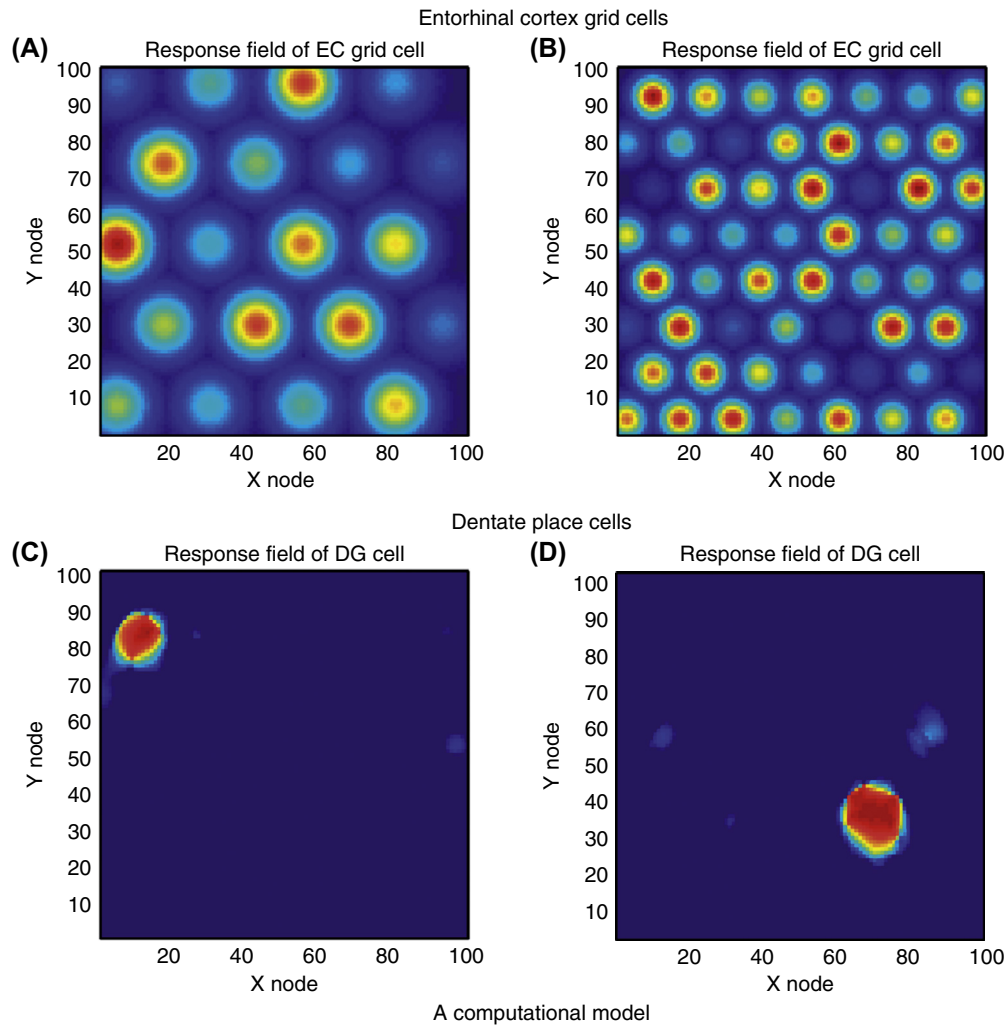 Entorhinal cortex grid cells
(A)
Response field of EC grid cell
100
90
80
70
60
50
40
30
20
10
Y node
20 40 60 80 100
X node
(B)
Response field of EC grid cell
100
90
80
70
60
50
40
30
20
10
Y node
20 40 60 80 100
X node
Dentate place cells
(C)
Response field of DG cell
100
90
80
70
60
50
40
30
20
10
Y node
20 40 60 80 100
X node
(D)
Response field of DG cell
100
90
80
70
60
50
40
30
20
10
Y node
20 40 60 80 100
X node
A computational model